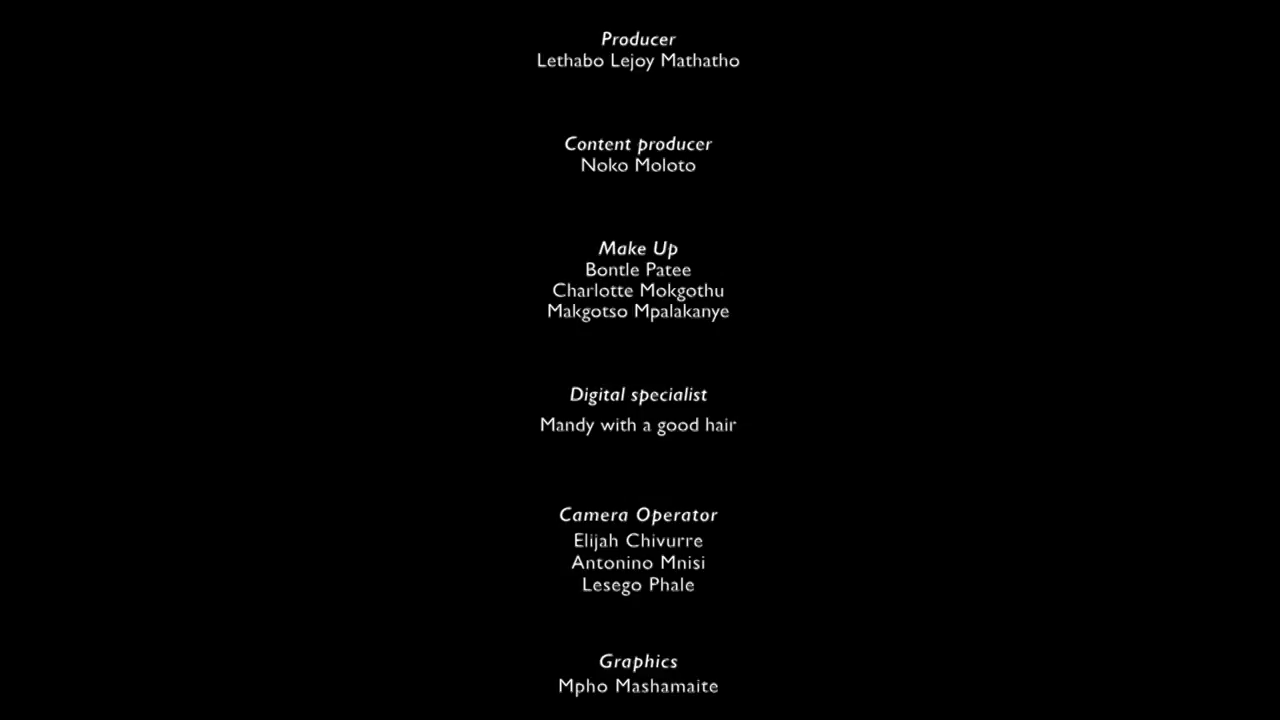 Producer
Lethabo Lejoy Mathatho
Content producer
Noko Moloto
Make Up
Bontle Patee
Charlotte Mokgothu
Makgotso Mpalakanye
Digital specialist
Mandy with a good hair
Camera Operator
Elijah Chivurre
Antonino Mnisi
Lesego Phale
Graphics
Mpho Mashamaite